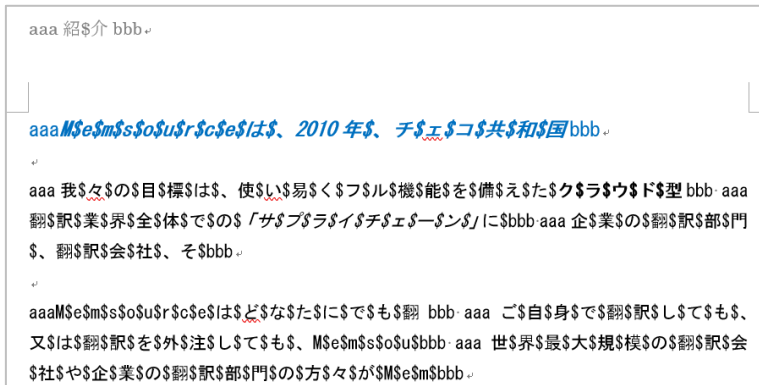 aaa 紹$介 bbb
aaaM$e$m$s$o$u$r$c$e$は$、2010 年$、チ$ェ$コ$共$和$国bbb
aaa 我$々$の$目$標$は$、使$い$易$く$フ$ル$機$能$を$備$え$た$ク$ラ$ウ$ド$型 bbb aaa
翻$訳$業$界$全$体$で$の$「サ$プ$ラ$イ$チ$ェ$ー$ン$」に$bbb aaa 企$業$の$翻$訳$部$門
$、翻$訳$会$社$、そ$bbb
aaaM$e$m$s$o$u$r$c$e$は$ど$な$た$に$で$も$翻 bbb aaa ご$自$身$で$翻$訳$し$て$も$、
又$は$翻$訳$を$外$注$し$て$も$、M$e$m$s$o$u$bbb aaa 世$界$最$大$規$模$の$翻$訳$会
$社$や$企$業$の$翻$訳$部$門$の$方$々$が$M$e$m$bbb